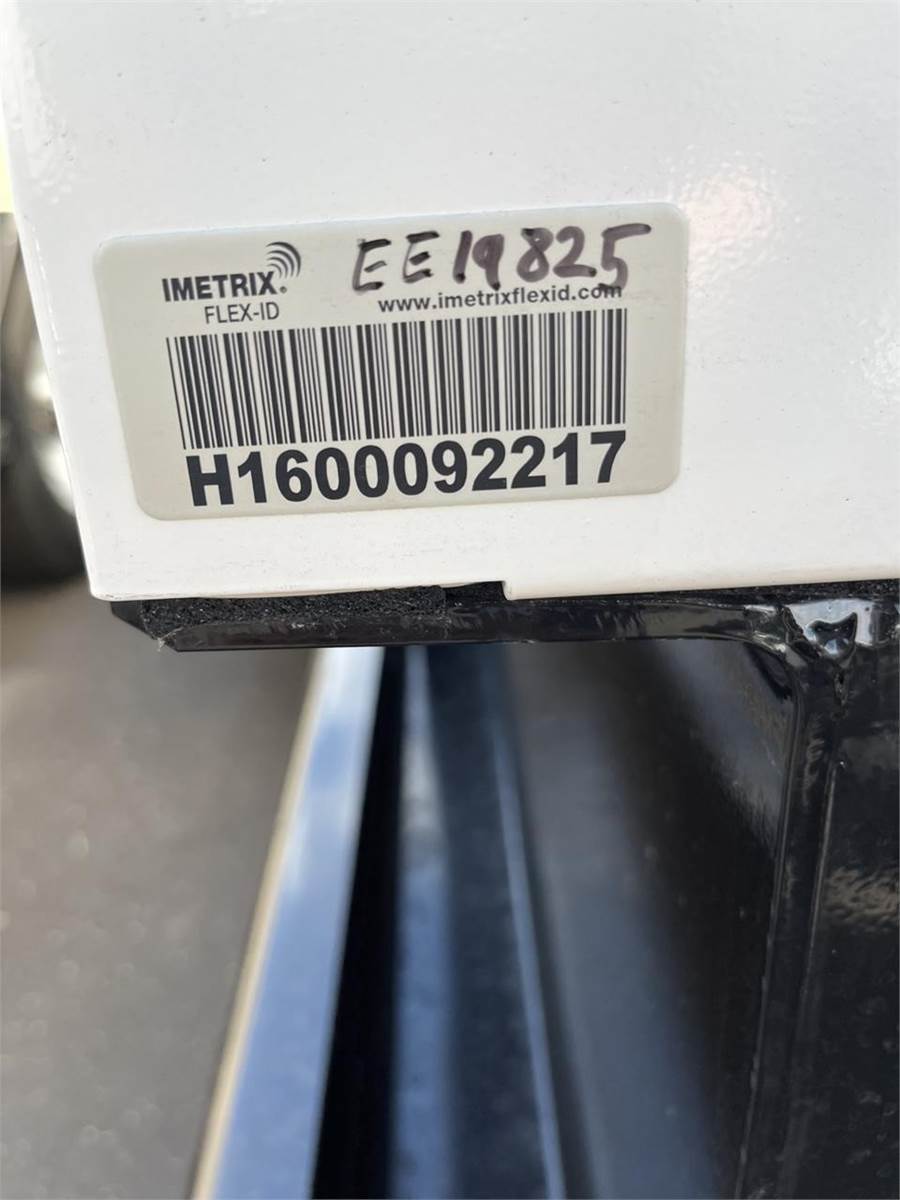 EE19825
IMETRIX®
www.imetrixflexid.com
FLEX-ID
H1600092217